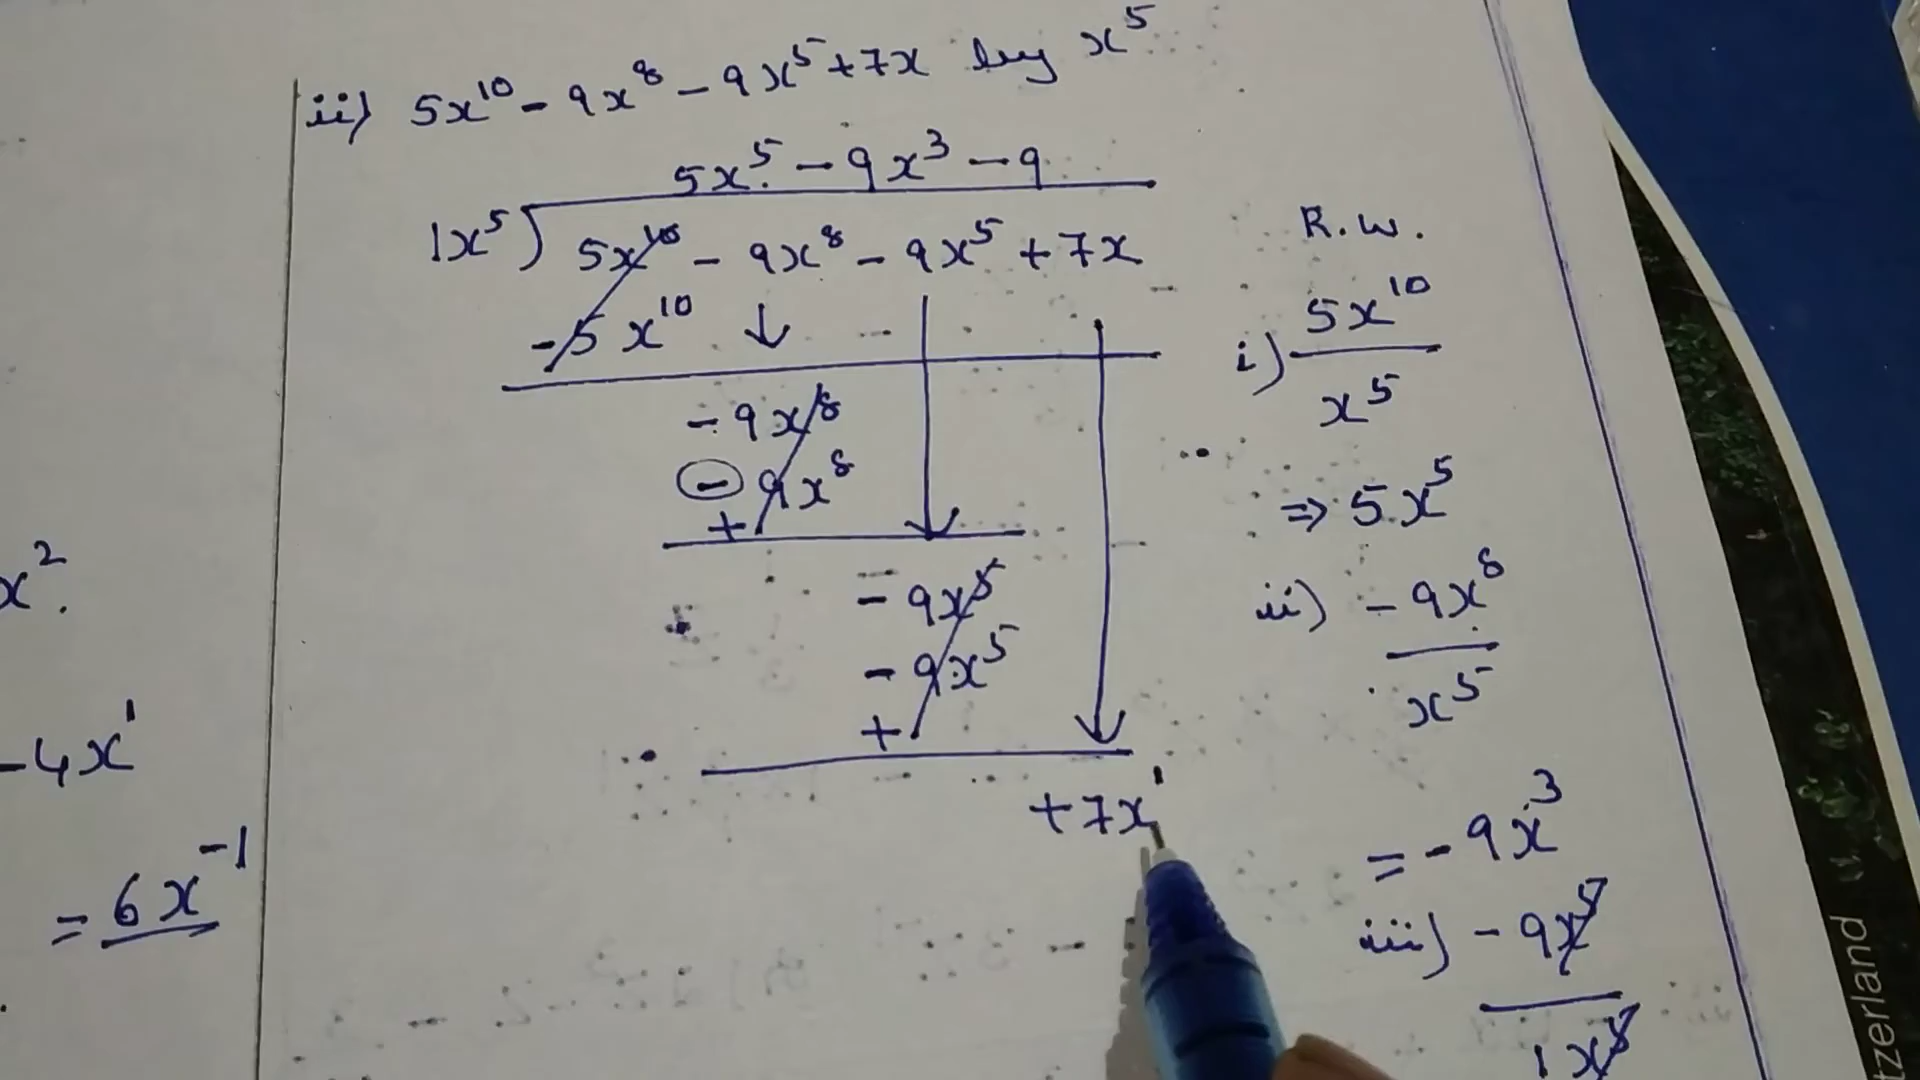 ii) 5x¹⁰ - 9x⁸ - 9x⁵ + 7x by x⁵
5x⁵ - 9x³ - 9
1x⁵ ) 5x¹⁰ - 9x⁸ - 9x⁵ + 7x
- 5x¹⁰ ↓
- 9x⁸
- 9x⁸
+
- 9x⁵
- 9x⁵
+
+ 7x¹
R.W.
i) 5x¹⁰
x⁵
⇒ 5x⁵
ii) - 9x⁸
x⁵
= - 9x³
iii) - 9x⁵
1x⁵
x².
- 4x¹
= 6x⁻¹
tzerland